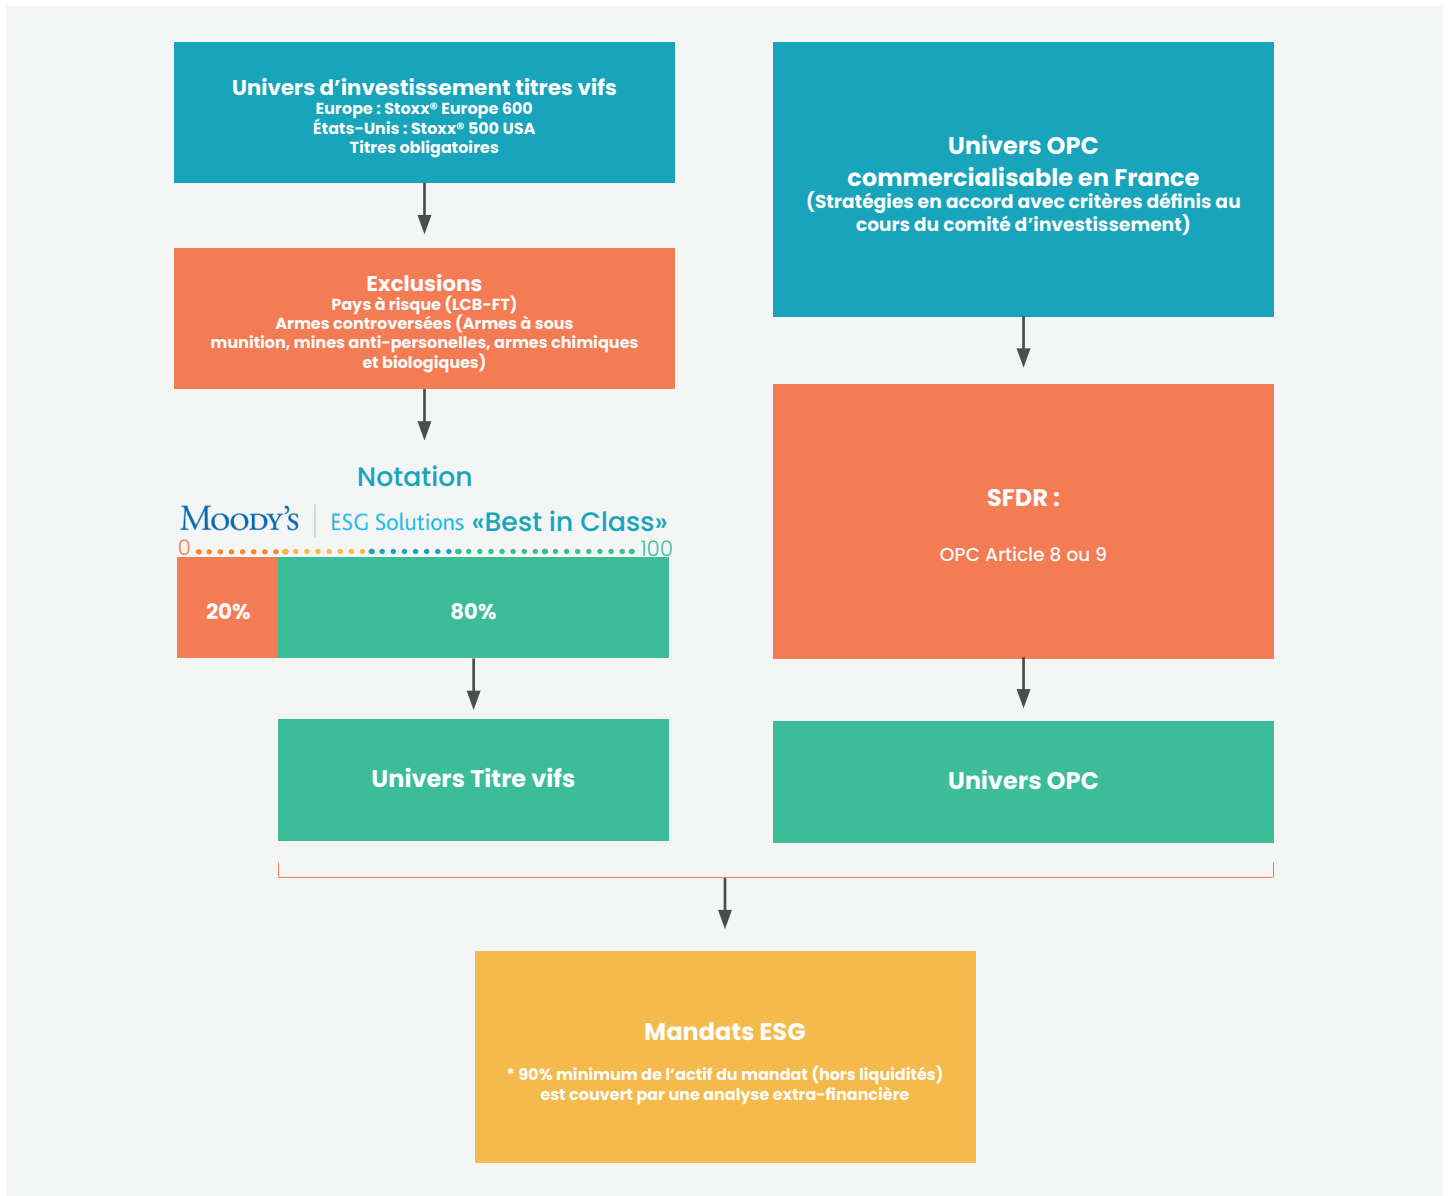 Univers d’investissement titres vifs
Europe : Stoxx® Europe 600
États-Unis : Stoxx® 500 USA
Titres obligatoires
Exclusions
Pays à risque (LCB-FT)
Armes controversées (Armes à sous
munition, mines anti-personelles, armes chimiques
et biologiques)
Notation
MOODY’S | ESG Solutions «Best in Class»
0 100
20% 80%
Univers Titre vifs
Univers OPC
commercialisable en France
(Stratégies en accord avec critères définis au
cours du comité d’investissement)
SFDR :
OPC Article 8 ou 9
Univers OPC
Mandats ESG
* 90% minimum de l’actif du mandat (hors liquidités)
est couvert par une analyse extra-financière